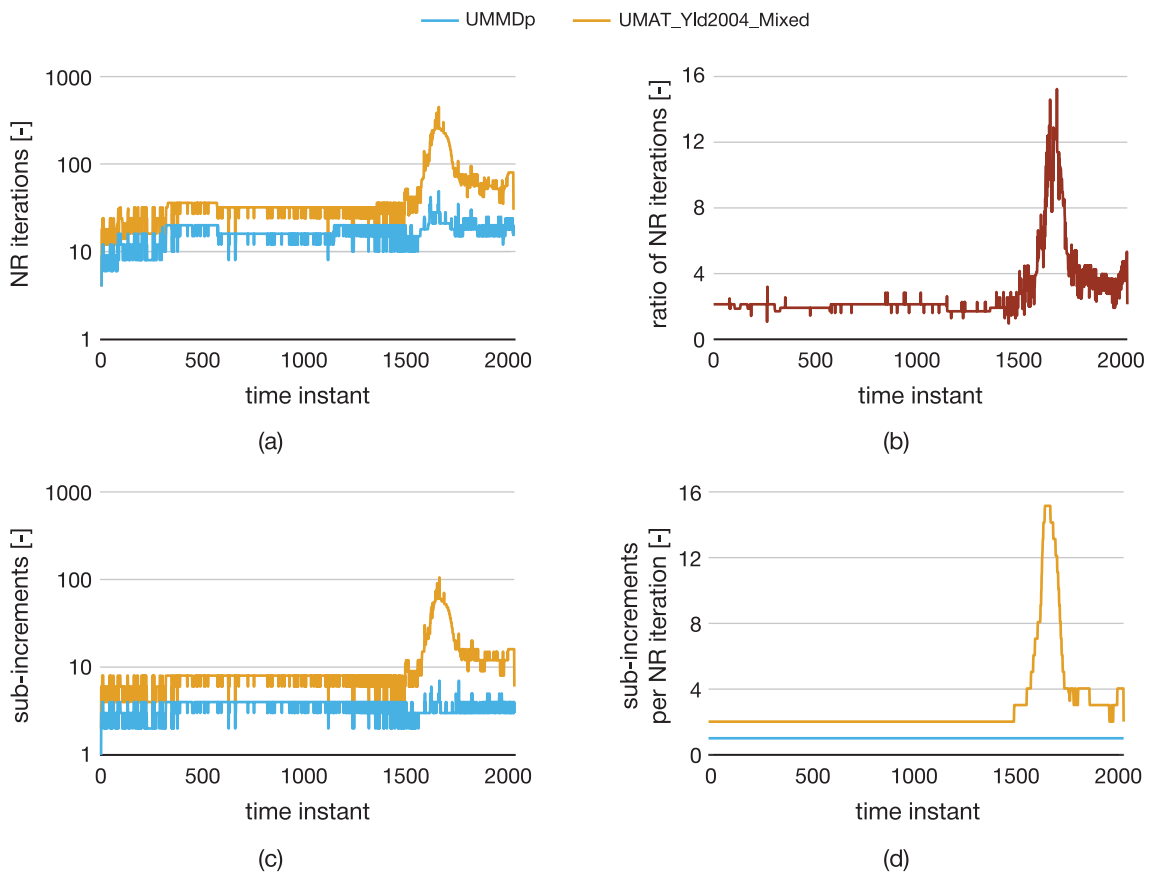 UMMDp UMAT_Yld2004_Mixed
1000
100
10
1
NR iterations [-]
0 500 1000 1500 2000
time instant
(a)
16
12
8
4
0
ratio of NR iterations [-]
0 500 1000 1500 2000
time instant
(b)
1000
100
10
1
sub-increments [-]
0 500 1000 1500 2000
time instant
(c)
16
12
8
4
0
sub-increments
per NR iteration [-]
0 500 1000 1500 2000
time instant
(d)